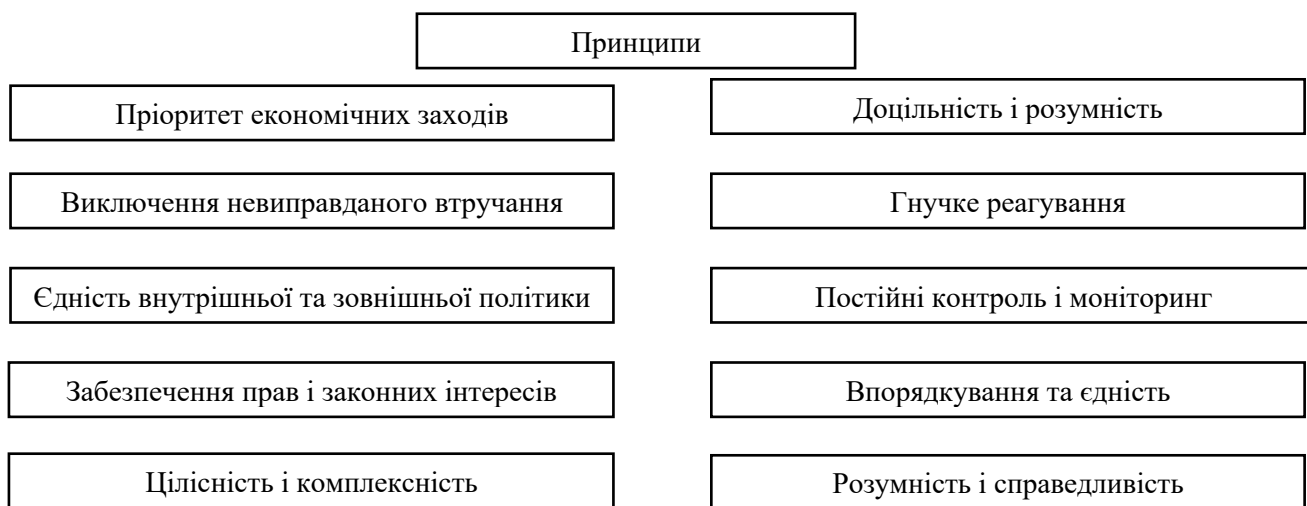 Принципи
Пріоритет економічних заходів
Доцільність і розумність
Виключення невиправданого втручання
Гнучке реагування
Єдність внутрішньої та зовнішньої політики
Постійні контроль і моніторинг
Забезпечення прав і законних інтересів
Впорядкування та єдність
Цілісність і комплексність
Розумність і справедливість